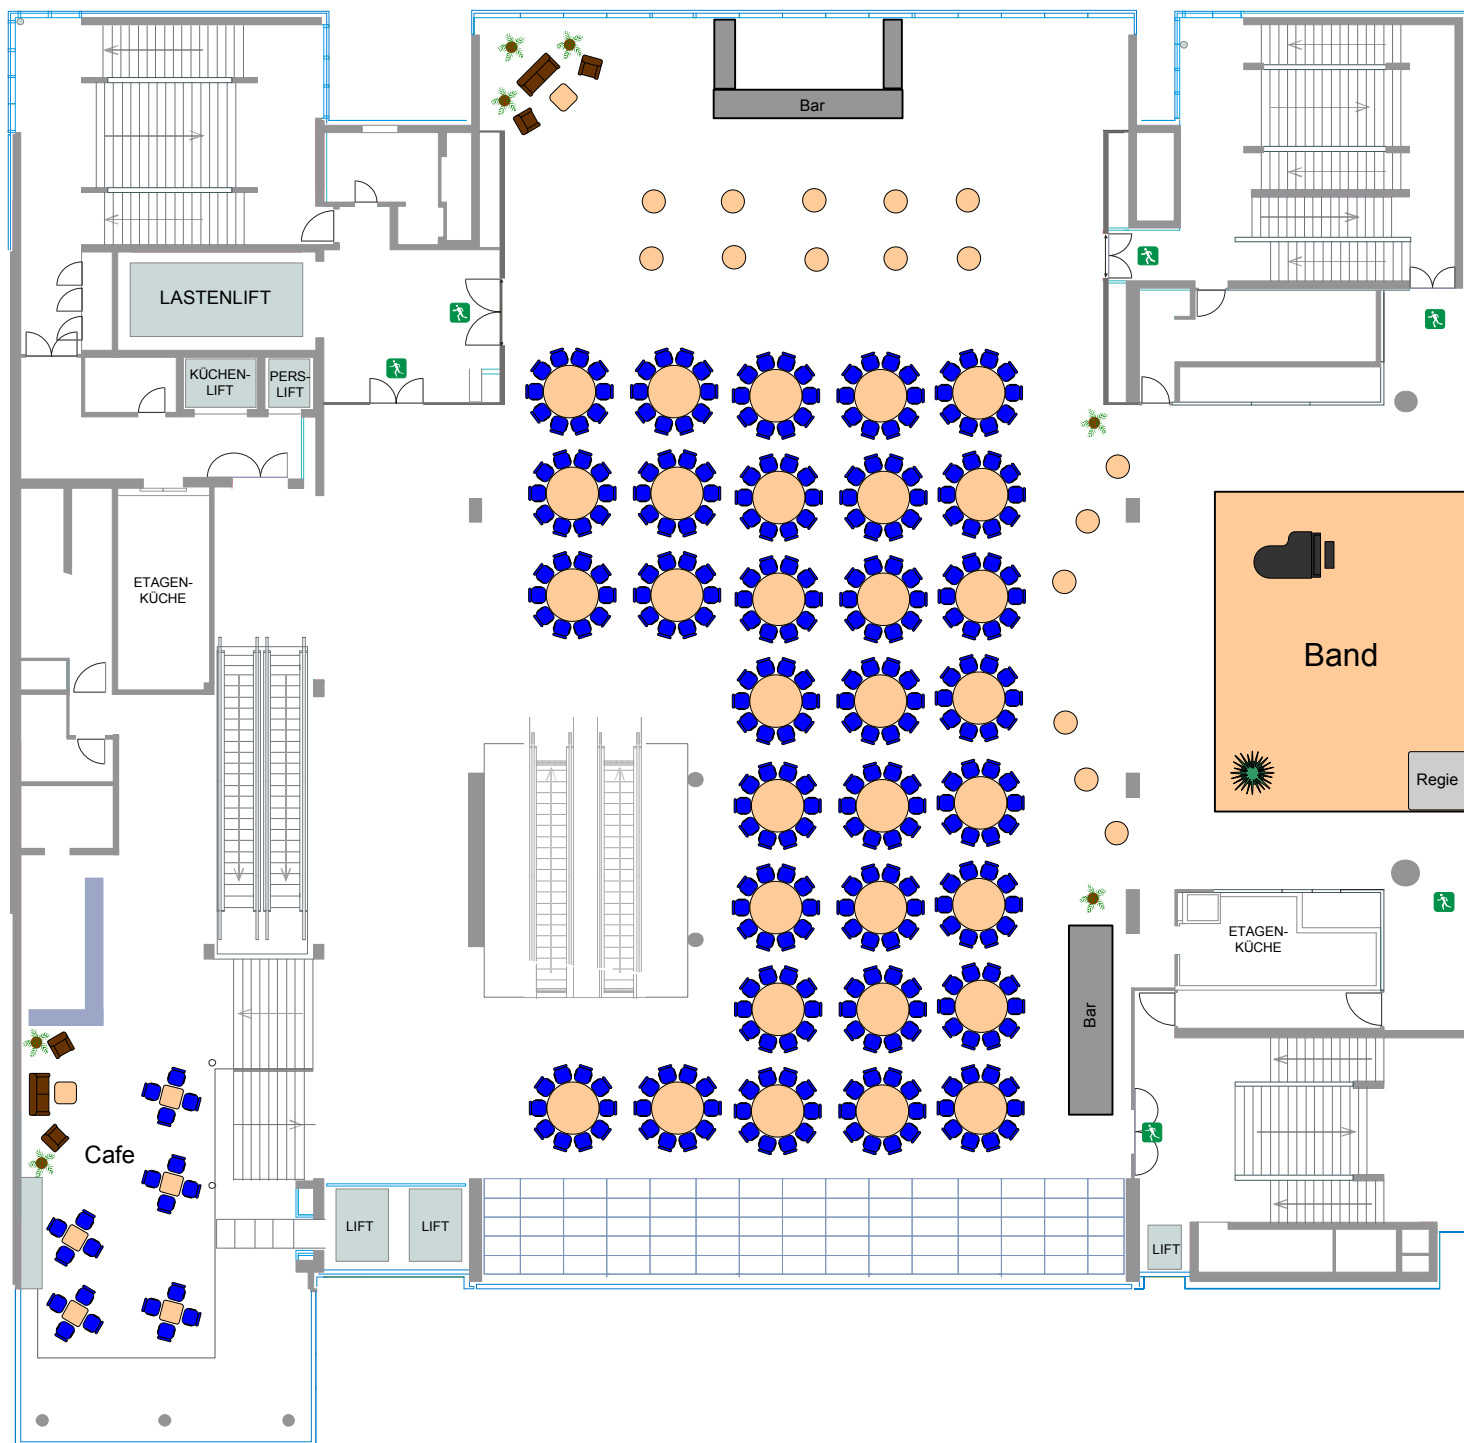 Bar
LASTENLIFT
KÜCHEN-
LIFT
PERS-
LIFT
ETAGEN-
KÜCHE
Band
Regie
ETAGEN-
KÜCHE
Bar
Cafe
LIFT
LIFT
LIFT